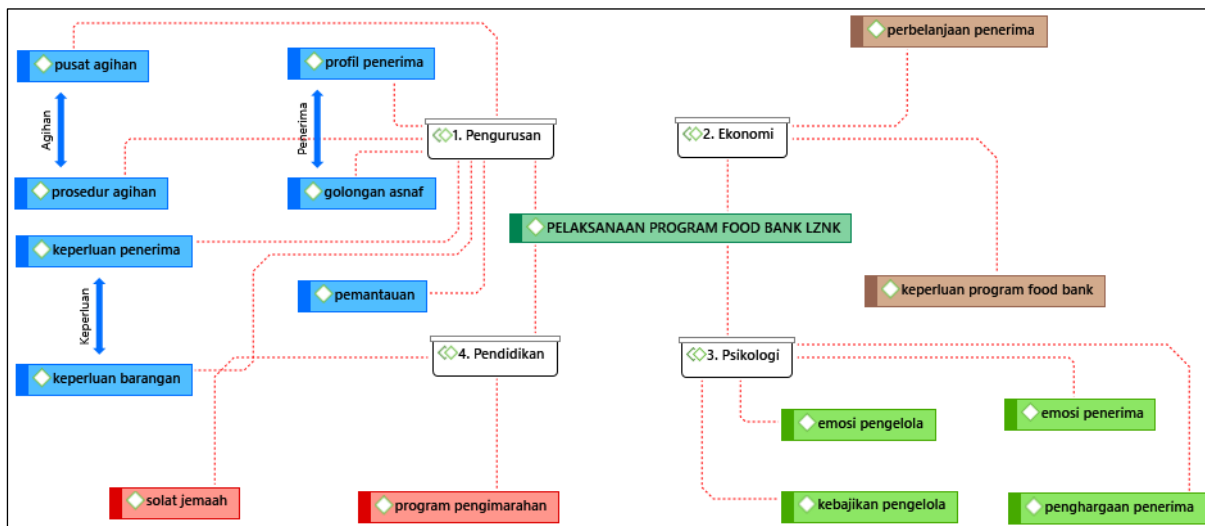 perbelanjaan penerima
pusat agihan
profil penerima
Agihan
Penerima
1. Pengurusan
2. Ekonomi
prosedur agihan
golongan asnaf
PELAKSANAAN PROGRAM FOOD BANK LZNK
keperluan penerima
pemantauan
keperluan program food bank
Keperluan
4. Pendidikan
3. Psikologi
keperluan barangan
emosi pengelola
emosi penerima
solat jemaah
program pengimarahan
kebajikan pengelola
penghargaan penerima